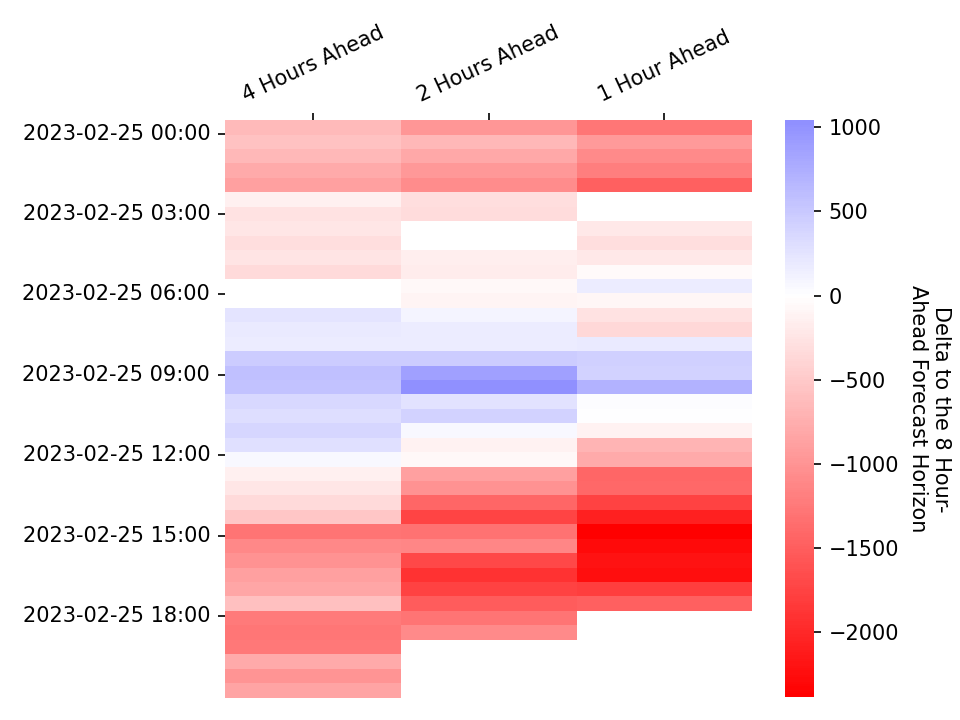 4 Hours Ahead
2 Hours Ahead
1 Hour Ahead
2023-02-25 00:00
2023-02-25 03:00
2023-02-25 06:00
2023-02-25 09:00
2023-02-25 12:00
2023-02-25 15:00
2023-02-25 18:00
1000
500
0
−500
−1000
−1500
−2000
Delta to the 8 Hour-
Ahead Forecast Horizon